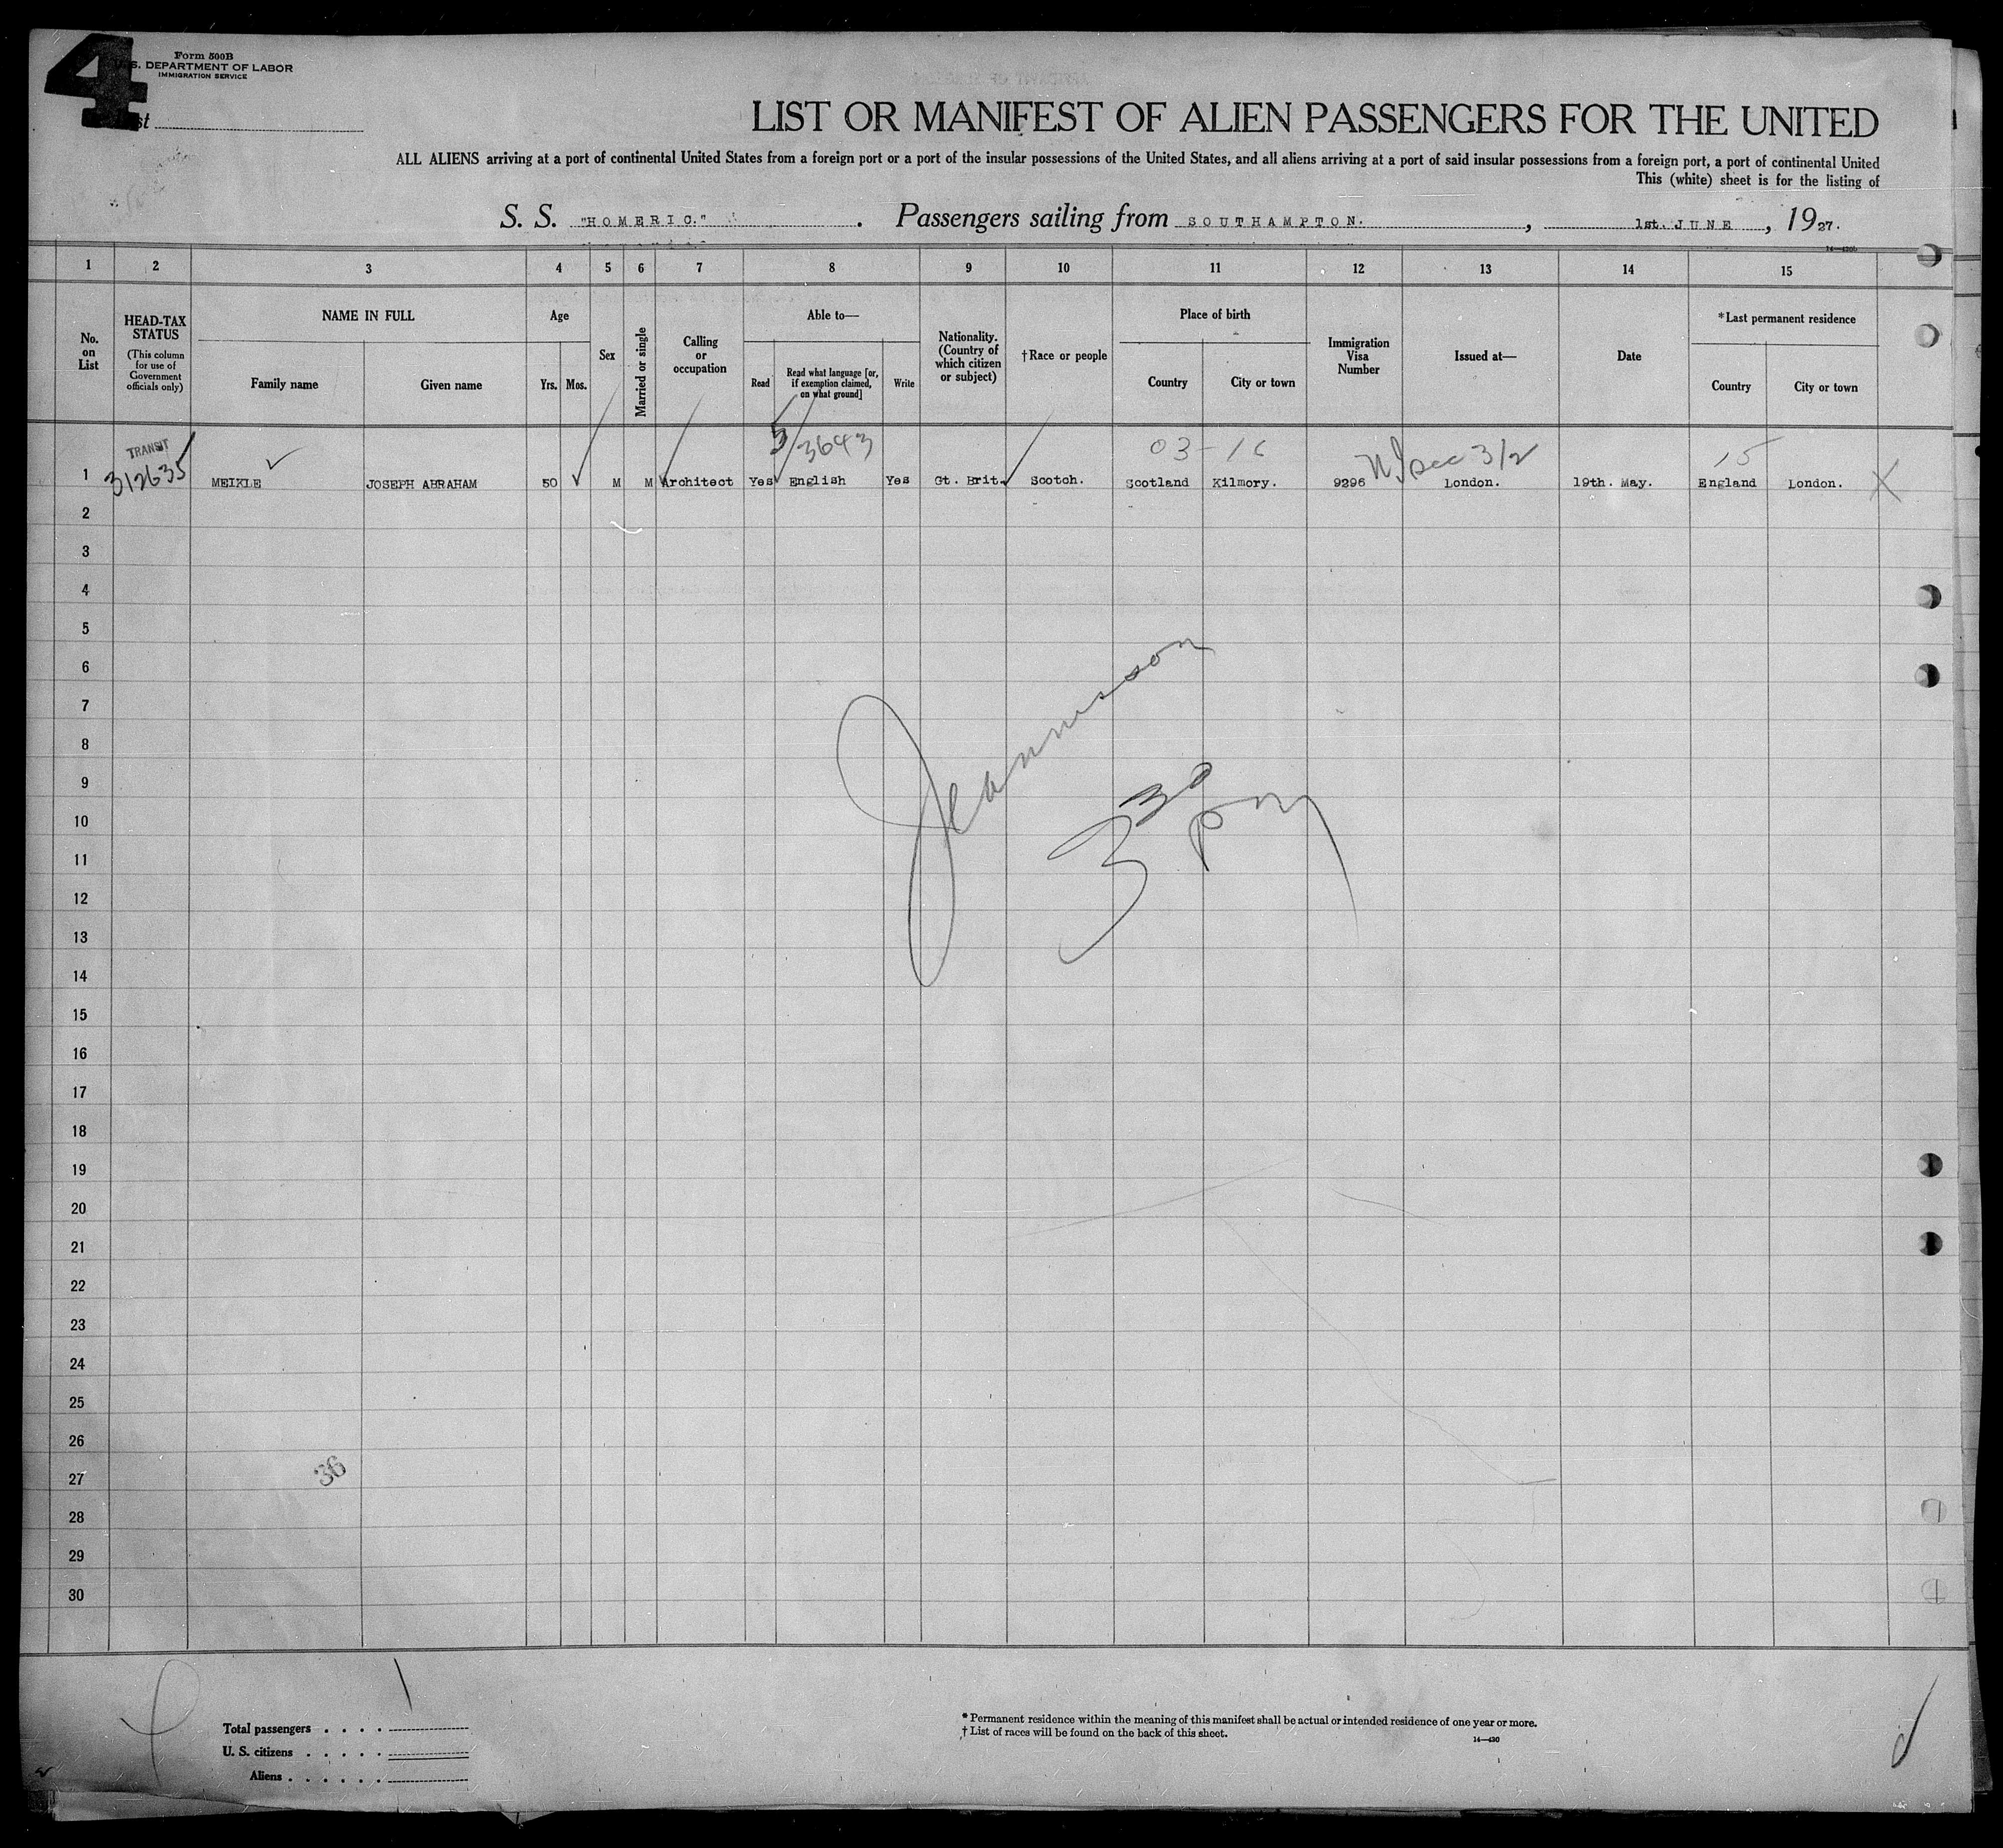 4
Form 500B
U. S. DEPARTMENT OF LABOR
IMMIGRATION SERVICE
List
LIST OR MANIFEST OF ALIEN PASSENGERS FOR THE UNITED
ALL ALIENS arriving at a port of continental United States from a foreign port or a port of the insular possessions of the United States, and all aliens arriving at a port of said insular possessions from a foreign port, a port of continental United
This (white) sheet is for the listing of
S. S. "HOMERIC." . Passengers sailing from SOUTHAMPTON. , 1st. JUNE , 1927.
14—420b
1 2 3 4 5 6 7 8 9 10 11 12 13 14 15
No. on List
HEAD-TAX STATUS
(This column for use of Government officials only)
NAME IN FULL
Family name
Given name
Age
Yrs. Mos.
Sex
Married or single
Calling or occupation
Able to—
Read
Read what language [or, if exemption claimed, on what ground]
Write
Nationality. (Country of which citizen or subject)
†Race or people
Place of birth
Country
City or town
Immigration Visa Number
Issued at—
Date
*Last permanent residence
Country
City or town
TRANSIT 5/3643 03-16 3/2 15
1 312635 MEIKLE JOSEPH ABRAHAM 50 M M Architect Yes English Yes Gt. Brit. Scotch. Scotland Kilmory. 9296 London. 19th. May. England London. X
2
3
4
5
6
7
8
9
10
11
12
13
14
15
16
17
18
19
20
21
22
23
24
25
26
27
28
29
30
3 30 pm
36
1
Total passengers . . . .
U. S. citizens . . . . .
Aliens . . . . . .
* Permanent residence within the meaning of this manifest shall be actual or intended residence of one year or more.
† List of races will be found on the back of this sheet.
14—420